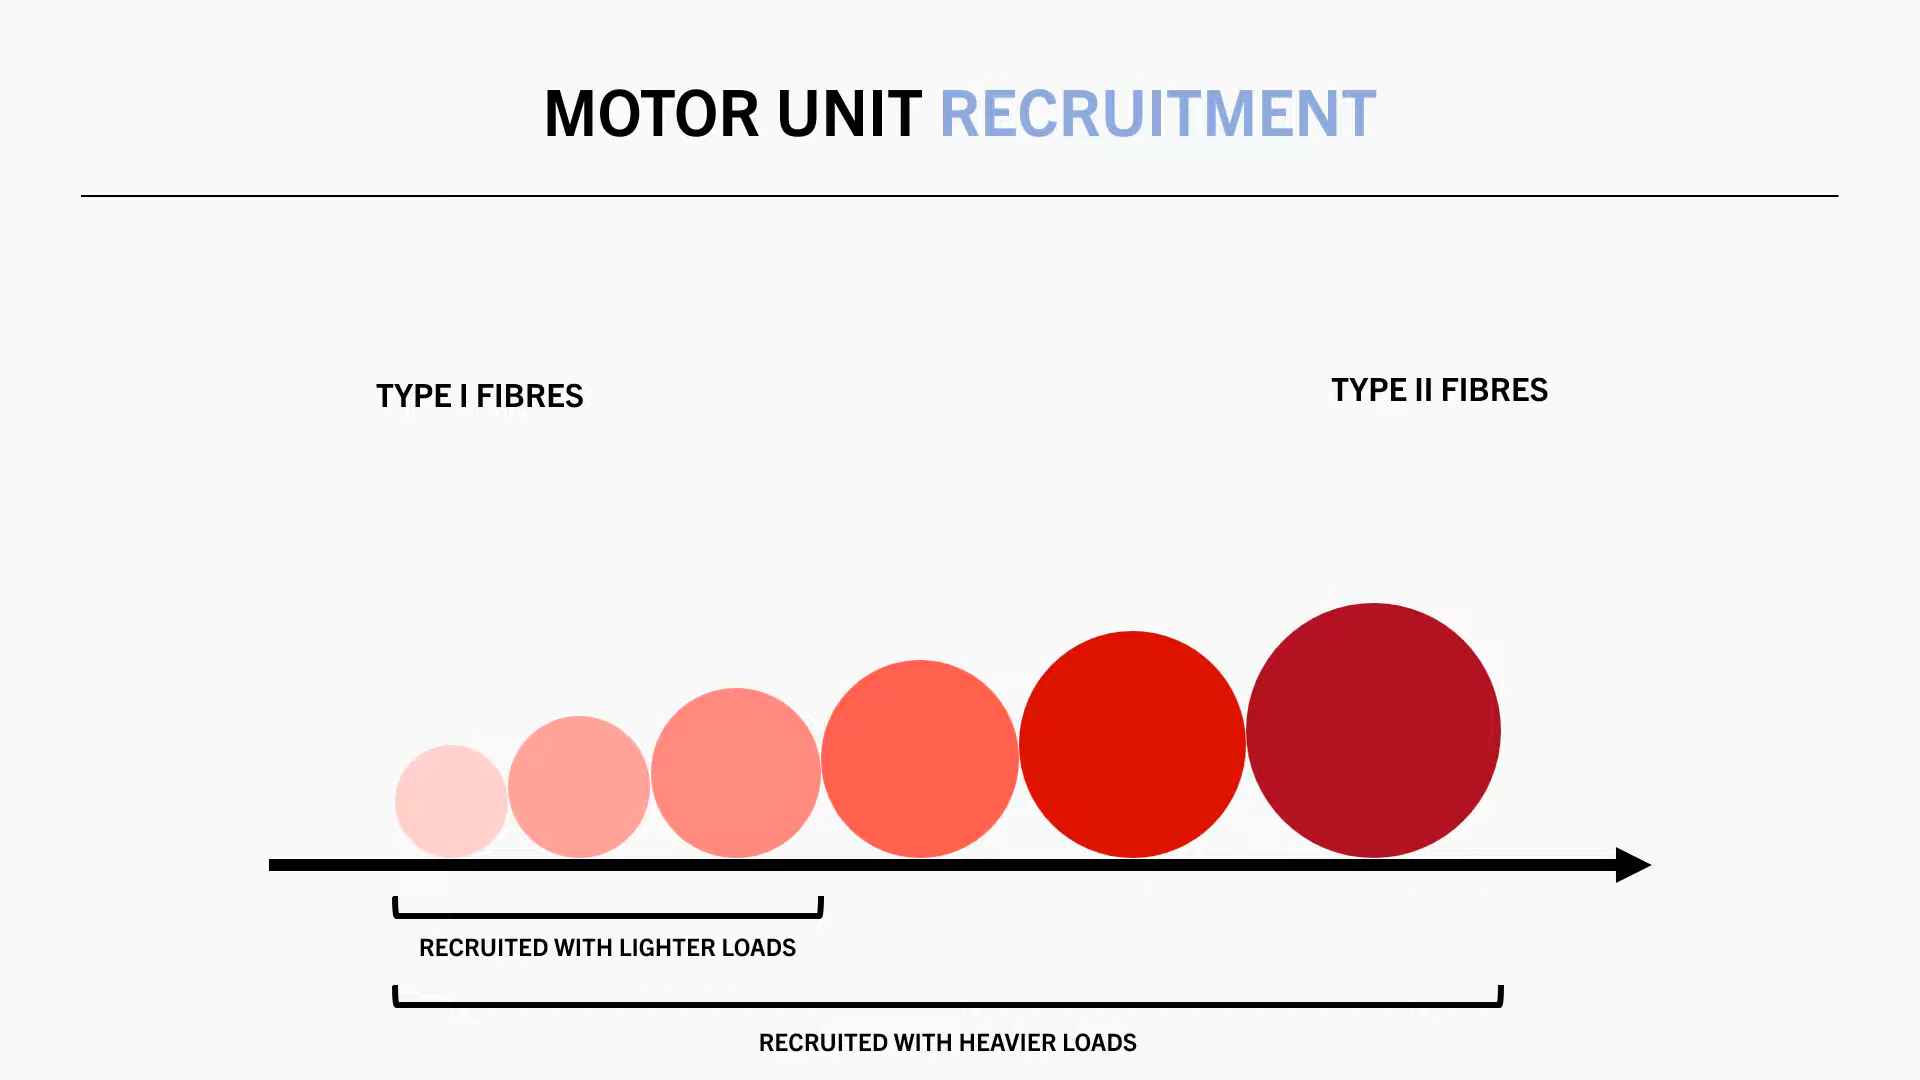 MOTOR UNIT RECRUITMENT
TYPE I FIBRES
TYPE II FIBRES
RECRUITED WITH LIGHTER LOADS
RECRUITED WITH HEAVIER LOADS